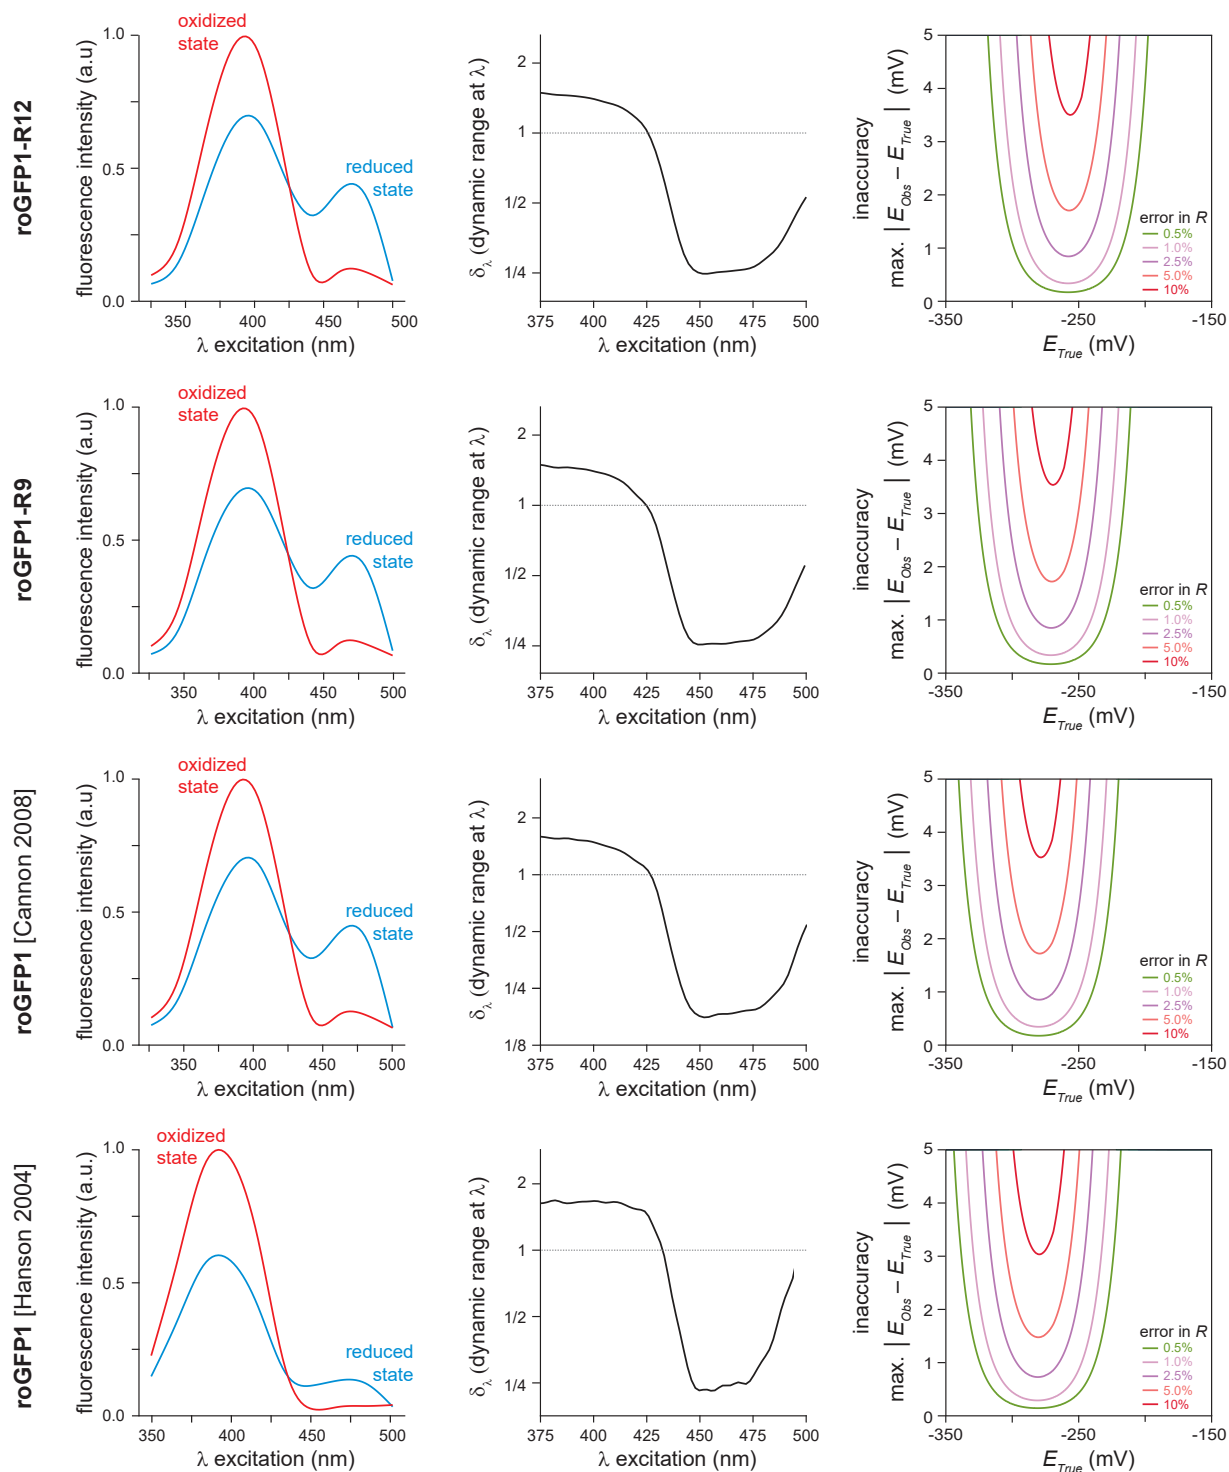 roGFP1-R12
fluorescence intensity (a.u)
1.0
0.5
0.0
oxidized
state
reduced
state
350
400
450
500
λ excitation (nm)
δλ (dynamic range at λ)
2
1
1/2
1/4
375
400
425
450
475
500
λ excitation (nm)
inaccuracy
max. | EObs – ETrue | (mV)
5
4
3
2
1
0
error in R
0.5%
1.0%
2.5%
5.0%
10%
-350
-250
-150
ETrue (mV)
roGFP1-R9
fluorescence intensity (a.u)
1.0
0.5
0.0
oxidized
state
reduced
state
350
400
450
500
λ excitation (nm)
δλ (dynamic range at λ)
2
1
1/2
1/4
375
400
425
450
475
500
λ excitation (nm)
inaccuracy
max. | EObs – ETrue | (mV)
5
4
3
2
1
0
error in R
0.5%
1.0%
2.5%
5.0%
10%
-350
-250
-150
ETrue (mV)
roGFP1 [Cannon 2008]
fluorescence intensity (a.u)
1.0
0.5
0.0
oxidized
state
reduced
state
350
400
450
500
λ excitation (nm)
δλ (dynamic range at λ)
2
1
1/2
1/4
1/8
375
400
425
450
475
500
λ excitation (nm)
inaccuracy
max. | EObs – ETrue | (mV)
5
4
3
2
1
0
error in R
0.5%
1.0%
2.5%
5.0%
10%
-350
-250
-150
ETrue (mV)
roGFP1 [Hanson 2004]
fluorescence intensity (a.u.)
1.0
0.5
0.0
oxidized
state
reduced
state
350
400
450
500
λ excitation (nm)
δλ (dynamic range at λ)
2
1
1/2
1/4
375
400
425
450
475
500
λ excitation (nm)
inaccuracy
max. | EObs – ETrue | (mV)
5
4
3
2
1
0
error in R
0.5%
1.0%
2.5%
5.0%
10%
-350
-250
-150
ETrue (mV)